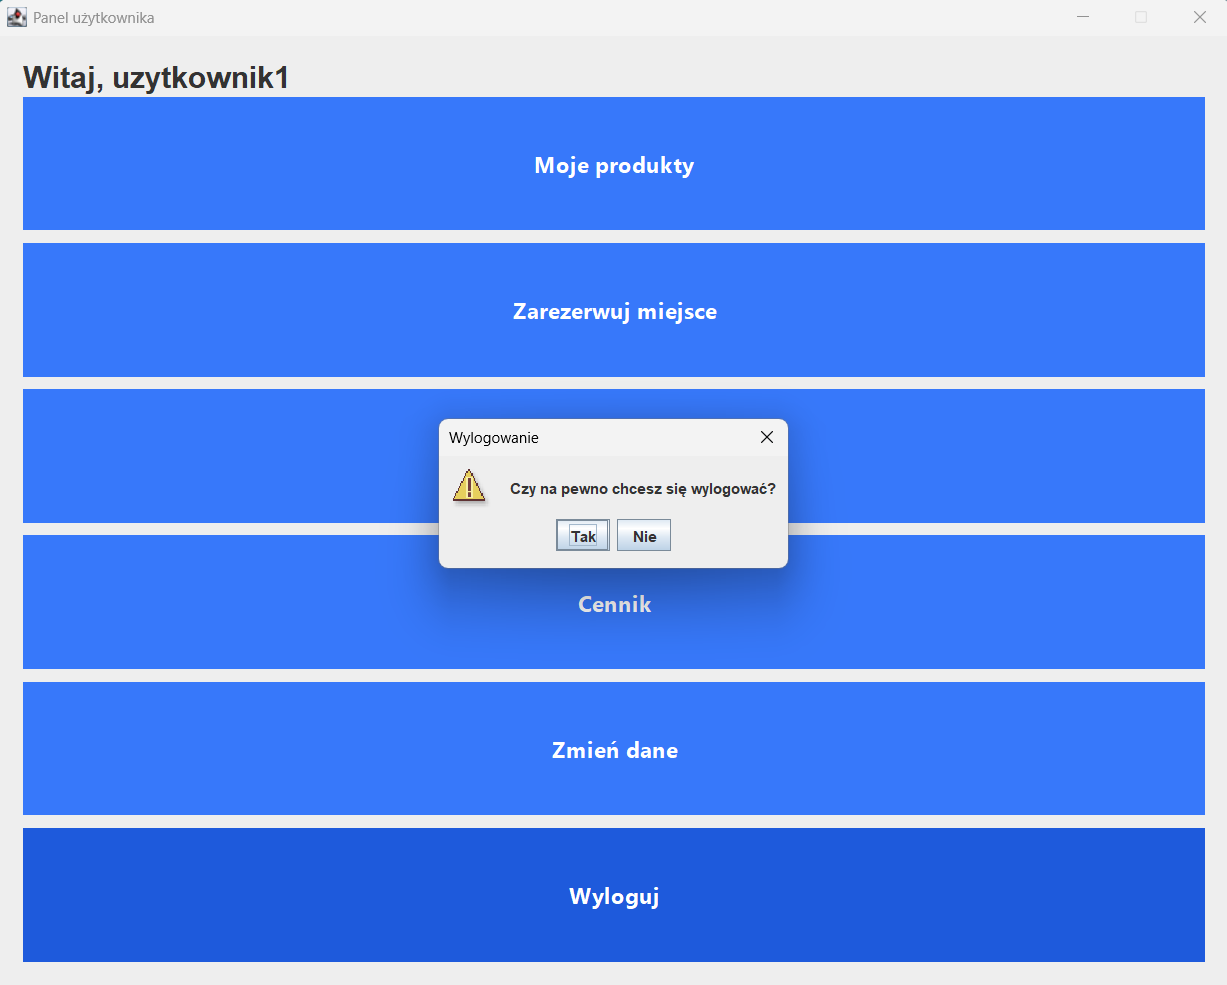 Panel użytkownika
Witaj, uzytkownik1
Moje produkty
Zarezerwuj miejsce
Wylogowanie
Czy na pewno chcesz się wylogować?
Tak
Nie
Cennik
Zmień dane
Wyloguj